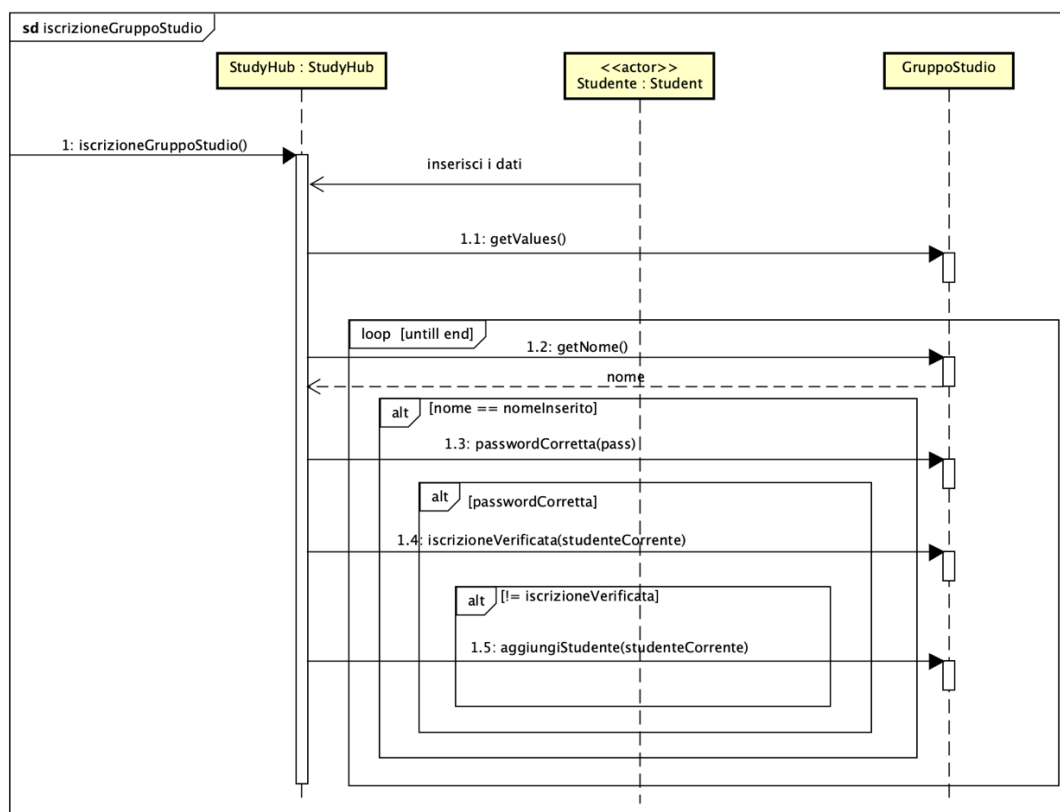 sd iscrizioneGruppoStudio
StudyHub : StudyHub
<<actor>>
Studente : Student
GruppoStudio
1: iscrizioneGruppoStudio()
inserisci i dati
1.1: getValues()
loop [untill end]
1.2: getNome()
nome
alt [nome == nomeInserito]
1.3: passwordCorretta(pass)
alt [passwordCorretta]
1.4: iscrizioneVerificata(studenteCorrente)
alt [!= iscrizioneVerificata]
1.5: aggiungiStudente(studenteCorrente)